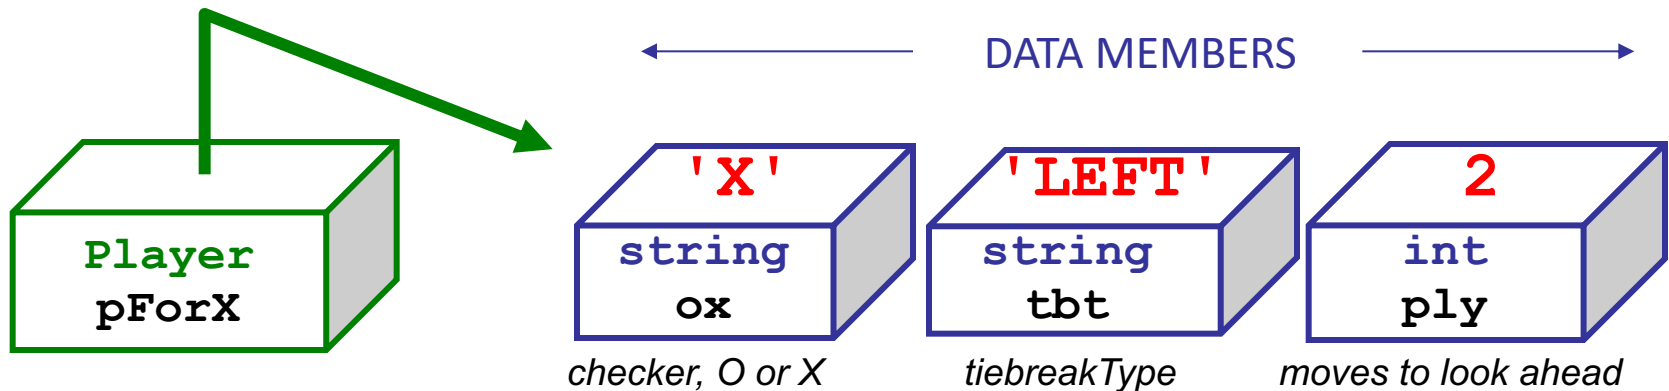 DATA MEMBERS
Player
pForX
'X'
string
ox
checker, O or X
'LEFT'
string
tbt
tiebreakType
2
int
ply
moves to look ahead